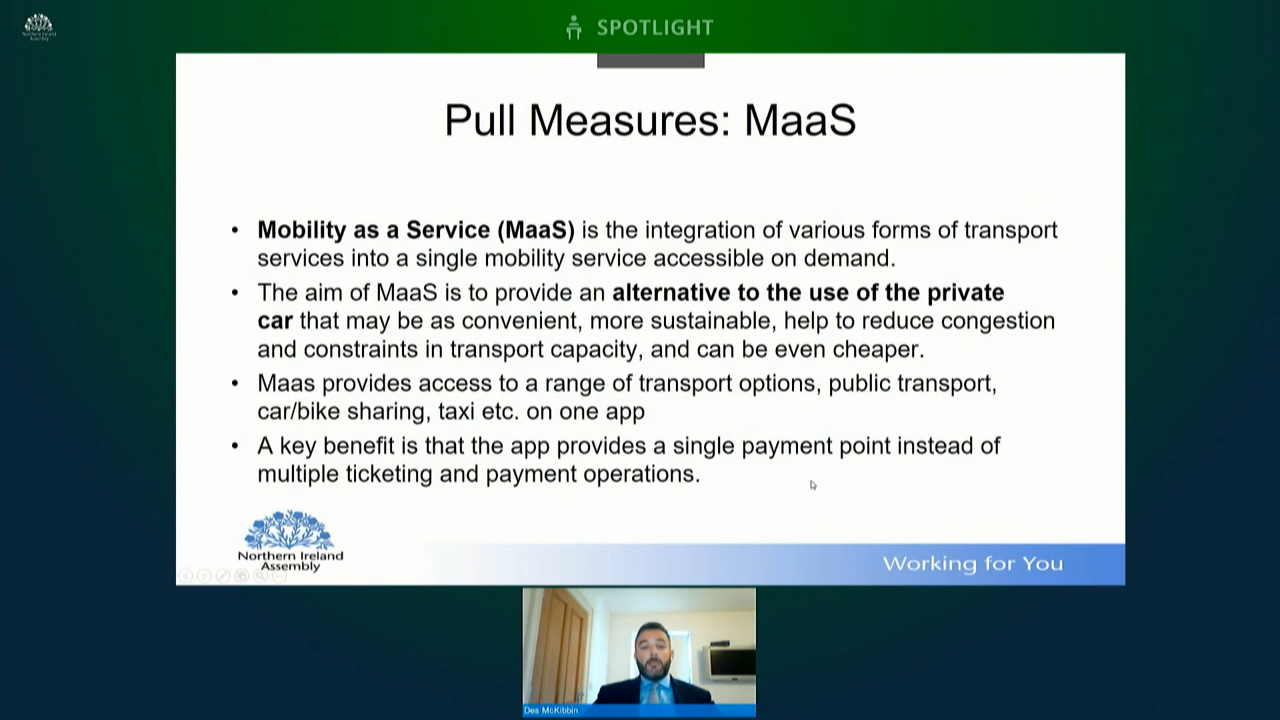 Northern Ireland
Assembly
SPOTLIGHT
Pull Measures: MaaS
• Mobility as a Service (MaaS) is the integration of various forms of transport
services into a single mobility service accessible on demand.
• The aim of MaaS is to provide an alternative to the use of the private
car that may be as convenient, more sustainable, help to reduce congestion
and constraints in transport capacity, and can be even cheaper.
• Maas provides access to a range of transport options, public transport,
car/bike sharing, taxi etc. on one app
• A key benefit is that the app provides a single payment point instead of
multiple ticketing and payment operations.
Northern Ireland
Assembly
Working for You
Des McKibbin